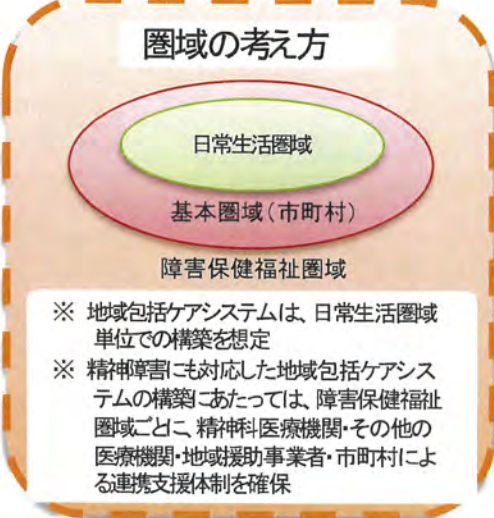 圏域の考え方
日常生活圏域
基本圏域（市町村）
障害保健福祉圏域
※ 地域包括ケアシステムは、日常生活圏域
単位での構築を想定
※ 精神障害にも対応した地域包括ケアシス
テムの構築にあたっては、障害保健福祉
圏域ごとに、精神科医療機関・その他の
医療機関・地域援助事業者・市町村によ
る連携支援体制を確保